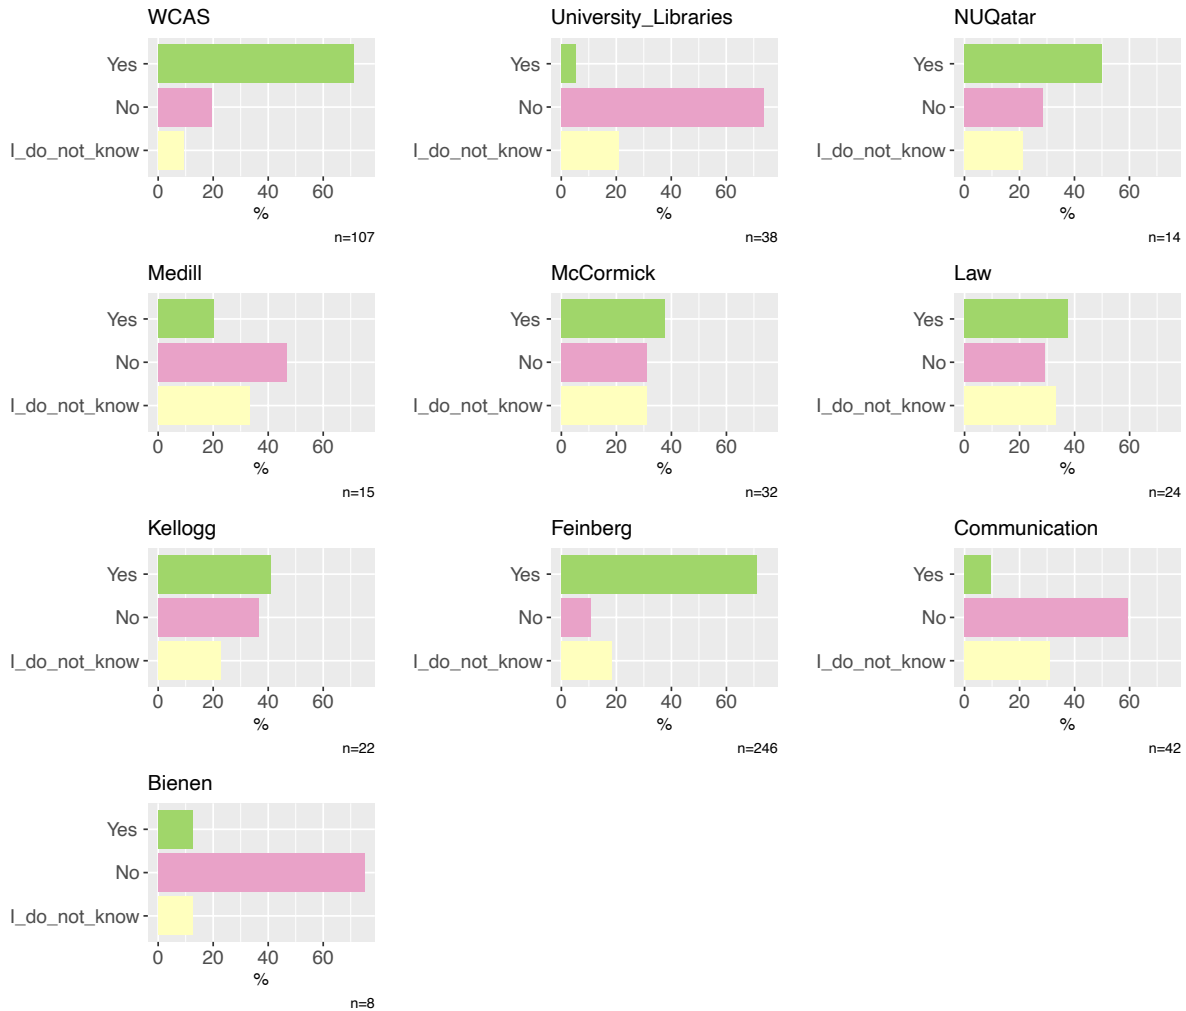 WCAS
Yes
No
I_do_not_know
0 20 40 60
%
n=107
University_Libraries
Yes
No
I_do_not_know
0 20 40 60
%
n=38
NUQatar
Yes
No
I_do_not_know
0 20 40 60
%
n=14
Medill
Yes
No
I_do_not_know
0 20 40 60
%
n=15
McCormick
Yes
No
I_do_not_know
0 20 40 60
%
n=32
Law
Yes
No
I_do_not_know
0 20 40 60
%
n=24
Kellogg
Yes
No
I_do_not_know
0 20 40 60
%
n=22
Feinberg
Yes
No
I_do_not_know
0 20 40 60
%
n=246
Communication
Yes
No
I_do_not_know
0 20 40 60
%
n=42
Bienen
Yes
No
I_do_not_know
0 20 40 60
%
n=8